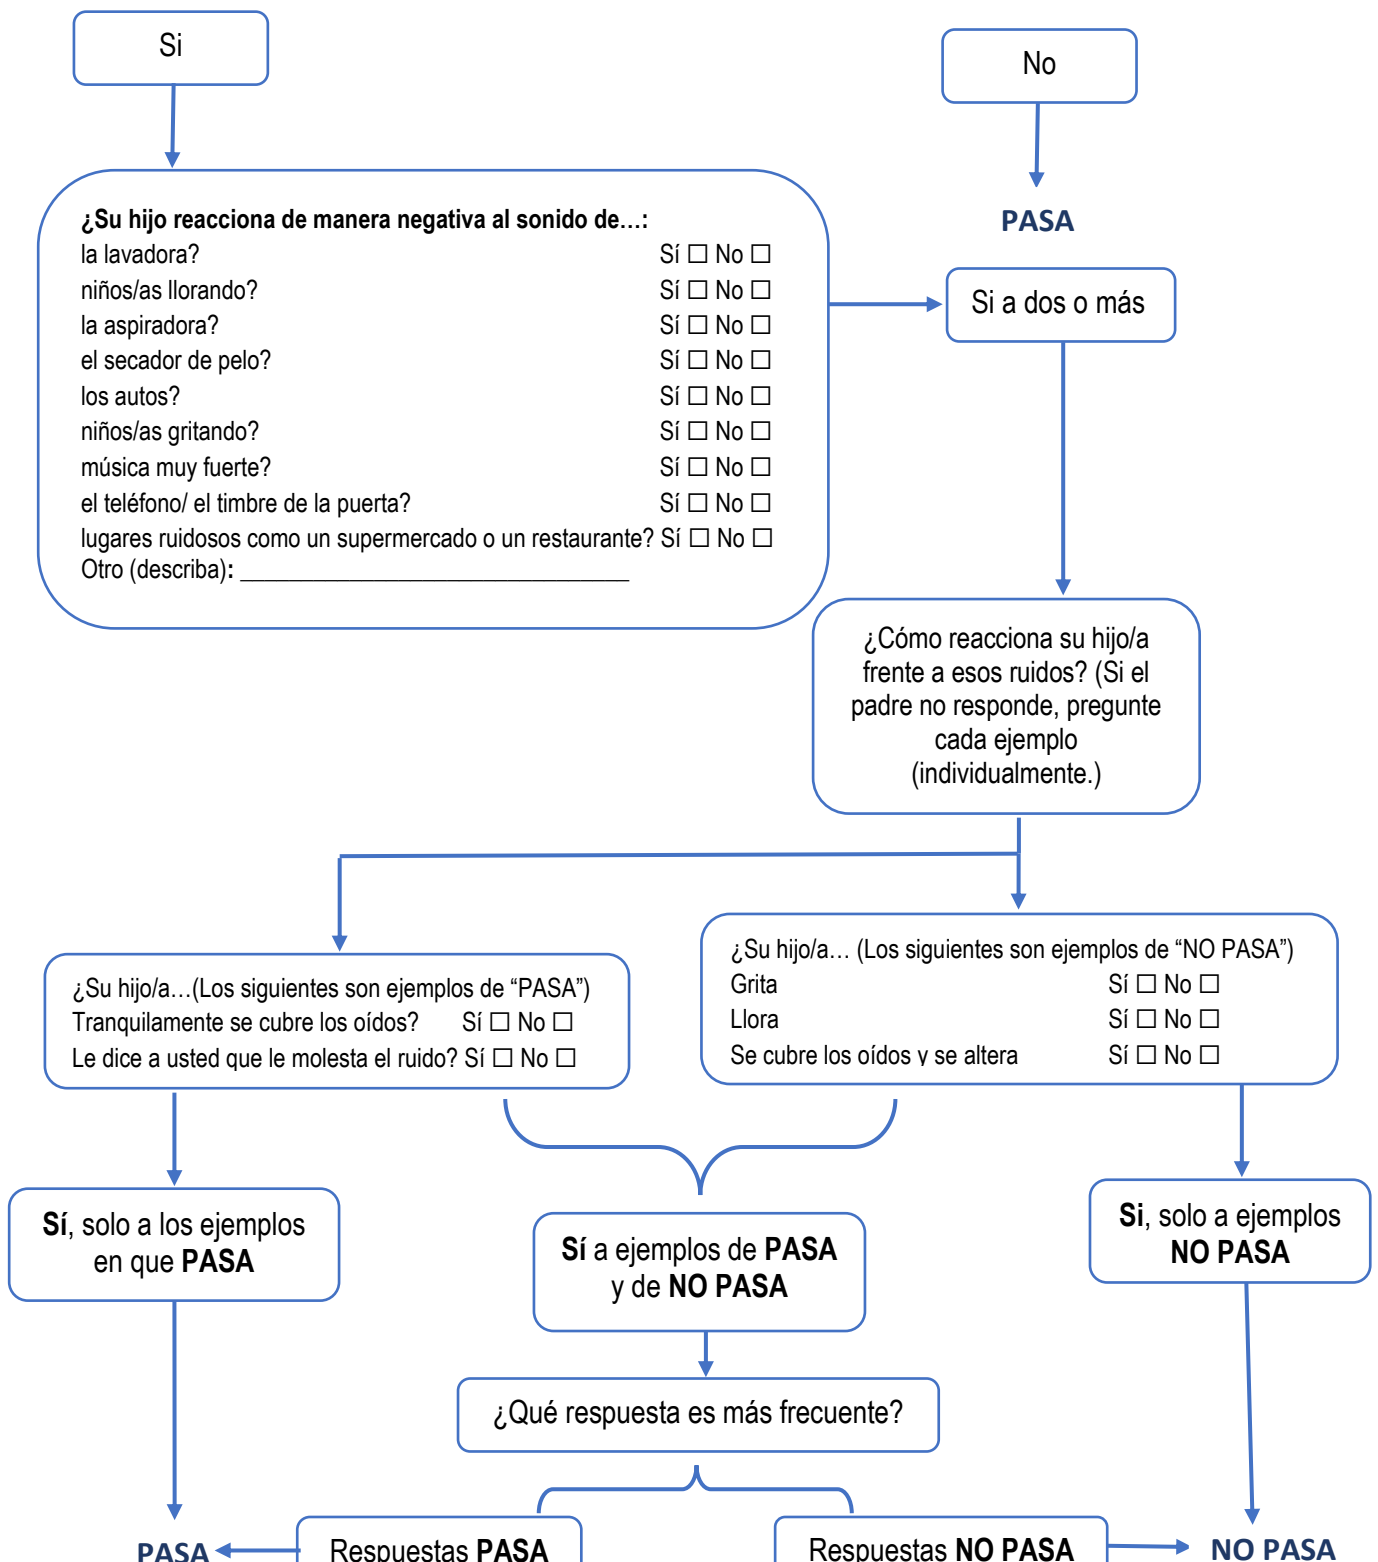 Si
No
PASA
¿Su hijo reacciona de manera negativa al sonido de…:
la lavadora? Sí ☐ No ☐
niños/as llorando? Sí ☐ No ☐
la aspiradora? Sí ☐ No ☐
el secador de pelo? Sí ☐ No ☐
los autos? Sí ☐ No ☐
niños/as gritando? Sí ☐ No ☐
música muy fuerte? Sí ☐ No ☐
el teléfono/ el timbre de la puerta? Sí ☐ No ☐
lugares ruidosos como un supermercado o un restaurante? Sí ☐ No ☐
Otro (describa): ______________________________
Si a dos o más
¿Cómo reacciona su hijo/a
frente a esos ruidos? (Si el
padre no responde, pregunte
cada ejemplo
(individualmente.)
¿Su hijo/a…(Los siguientes son ejemplos de “PASA”)
Tranquilamente se cubre los oídos? Sí ☐ No ☐
Le dice a usted que le molesta el ruido? Sí ☐ No ☐
¿Su hijo/a… (Los siguientes son ejemplos de “NO PASA”)
Grita Sí ☐ No ☐
Llora Sí ☐ No ☐
Se cubre los oídos y se altera Sí ☐ No ☐
Sí, solo a los ejemplos
en que PASA
Sí a ejemplos de PASA
y de NO PASA
Si, solo a ejemplos
NO PASA
¿Qué respuesta es más frecuente?
PASA
Respuestas PASA
Respuestas NO PASA
NO PASA